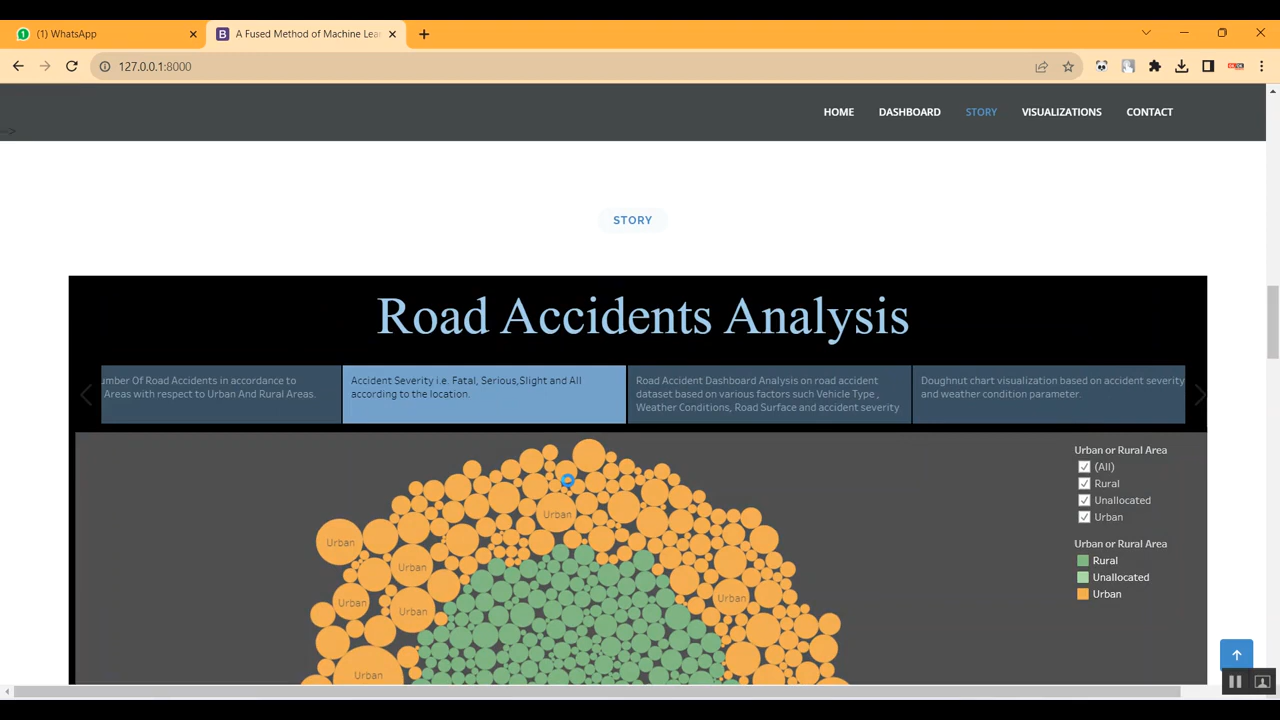 (1) WhatsApp
A Fused Method of Machine Lea
127.0.0.1:8000
HOME DASHBOARD STORY VISUALIZATIONS CONTACT
-->
STORY
Road Accidents Analysis
umber Of Road Accidents in accordance to
Areas with respect to Urban And Rural Areas.
Accident Severity i.e. Fatal, Serious,Slight and All
according to the location.
Road Accident Dashboard Analysis on road accident
dataset based on various factors such Vehicle Type ,
Weather Conditions, Road Surface and accident severity
Doughnut chart visualization based on accident severity
and weather condition parameter.
Urban or Rural Area
(All)
Rural
Unallocated
Urban
Urban or Rural Area
Rural
Unallocated
Urban
Urban
Urban
Urban
Urban
Urban
Urban
Urban